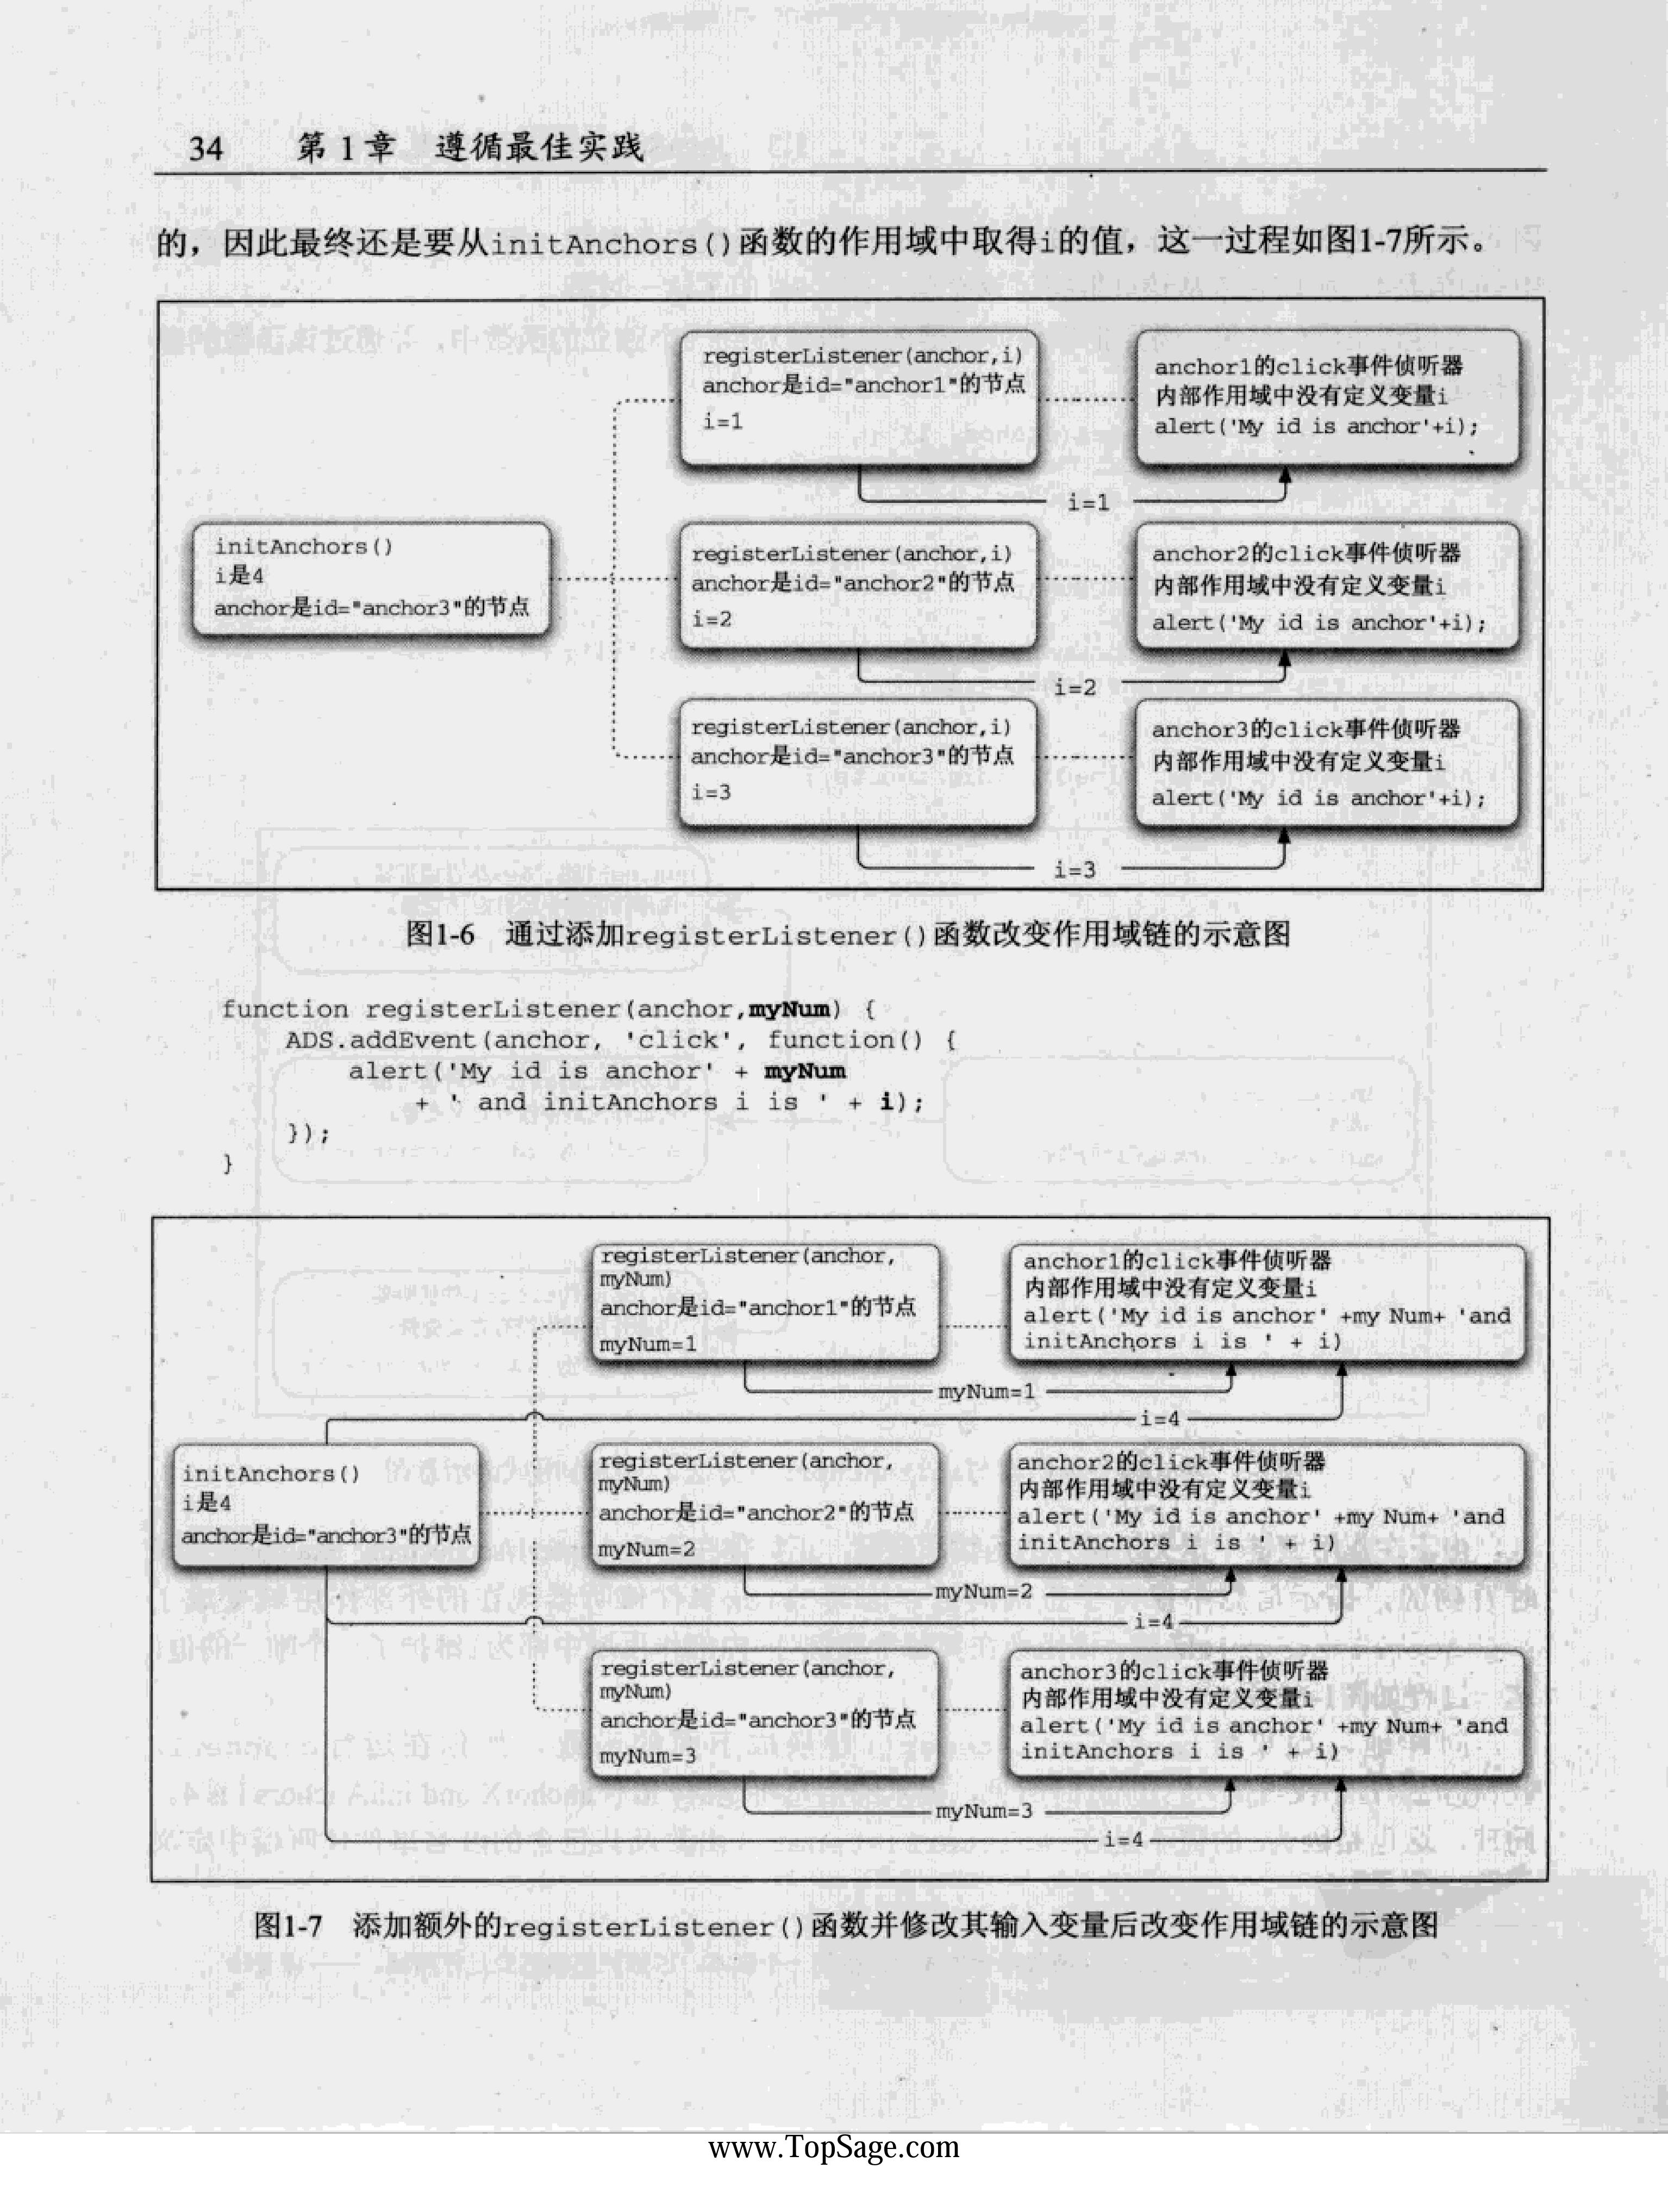 34 第 1 章 遵循最佳实践
的，因此最终还是要从initAnchors()函数的作用域中取得i的值，这一过程如图1-7所示。
registerListener(anchor,i)
anchor是id="anchor1"的节点
i=1
anchor1的click事件侦听器
内部作用域中没有定义变量i
alert('My id is anchor'+i);
i=1
initAnchors()
i是4
anchor是id="anchor3"的节点
registerListener(anchor,i)
anchor是id="anchor2"的节点
i=2
anchor2的click事件侦听器
内部作用域中没有定义变量i
alert('My id is anchor'+i);
i=2
registerListener(anchor,i)
anchor是id="anchor3"的节点
i=3
anchor3的click事件侦听器
内部作用域中没有定义变量i
alert('My id is anchor'+i);
i=3
图1-6 通过添加registerListener()函数改变作用域链的示意图
function registerListener(anchor,myNum) {
ADS.addEvent(anchor, 'click', function() {
alert('My id is anchor' + myNum
+ ' and initAnchors i is ' + i);
});
}
registerListener(anchor,
myNum)
anchor是id="anchor1"的节点
myNum=1
anchor1的click事件侦听器
内部作用域中没有定义变量i
alert('My id is anchor' +my Num+ 'and
initAnchors i is ' + i)
myNum=1
i=4
initAnchors()
i是4
anchor是id="anchor3"的节点
registerListener(anchor,
myNum)
anchor是id="anchor2"的节点
myNum=2
anchor2的click事件侦听器
内部作用域中没有定义变量i
alert('My id is anchor' +my Num+ 'and
initAnchors i is ' + i)
myNum=2
i=4
registerListener(anchor,
myNum)
anchor是id="anchor3"的节点
myNum=3
anchor3的click事件侦听器
内部作用域中没有定义变量i
alert('My id is anchor' +my Num+ 'and
initAnchors i is ' + i)
myNum=3
i=4
图1-7 添加额外的registerListener()函数并修改其输入变量后改变作用域链的示意图
www.TopSage.com